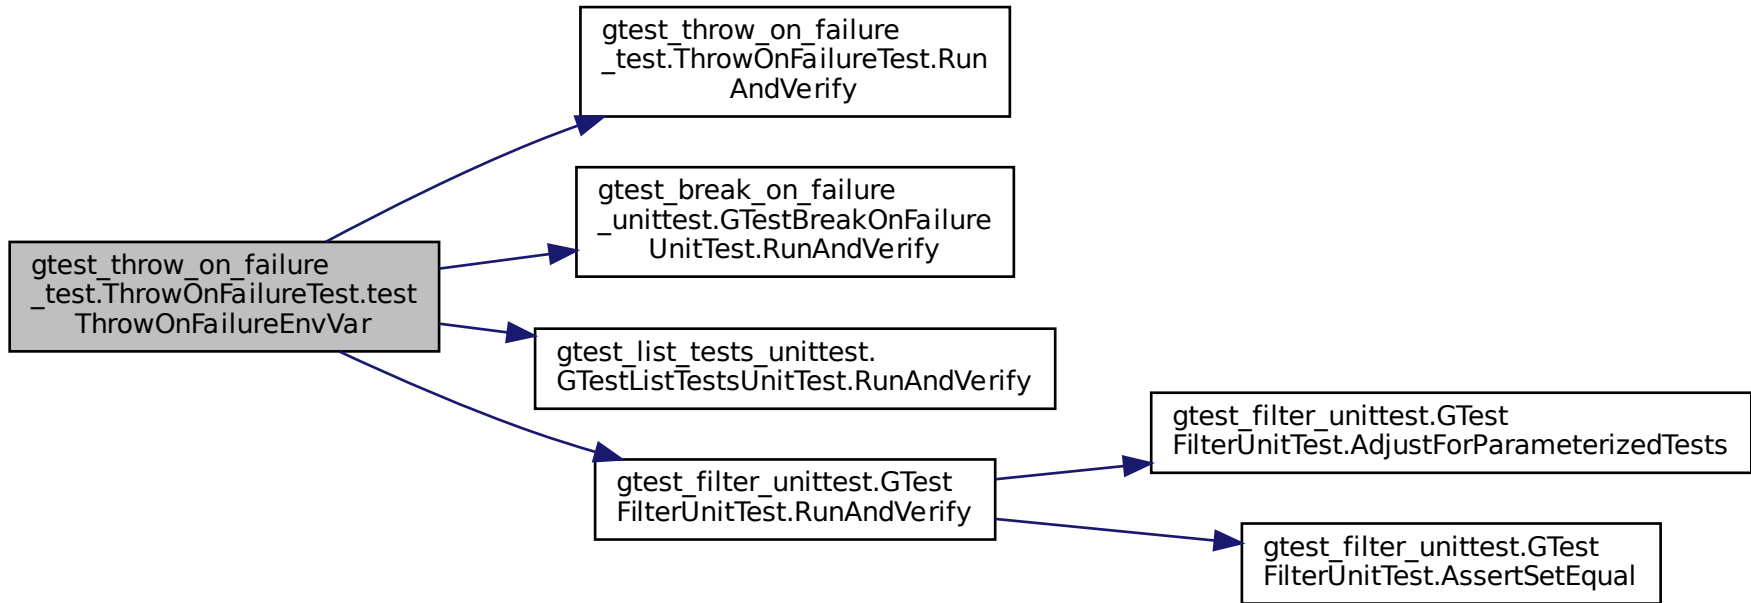 gtest_throw_on_failure
_test.ThrowOnFailureTest.Run
AndVerify
gtest_break_on_failure
_unittest.GTestBreakOnFailure
UnitTest.RunAndVerify
gtest_throw_on_failure
_test.ThrowOnFailureTest.test
ThrowOnFailureEnvVar
gtest_list_tests_unittest.
GTestListTestsUnitTest.RunAndVerify
gtest_filter_unittest.GTest
FilterUnitTest.RunAndVerify
gtest_filter_unittest.GTest
FilterUnitTest.AdjustForParameterizedTests
gtest_filter_unittest.GTest
FilterUnitTest.AssertSetEqual